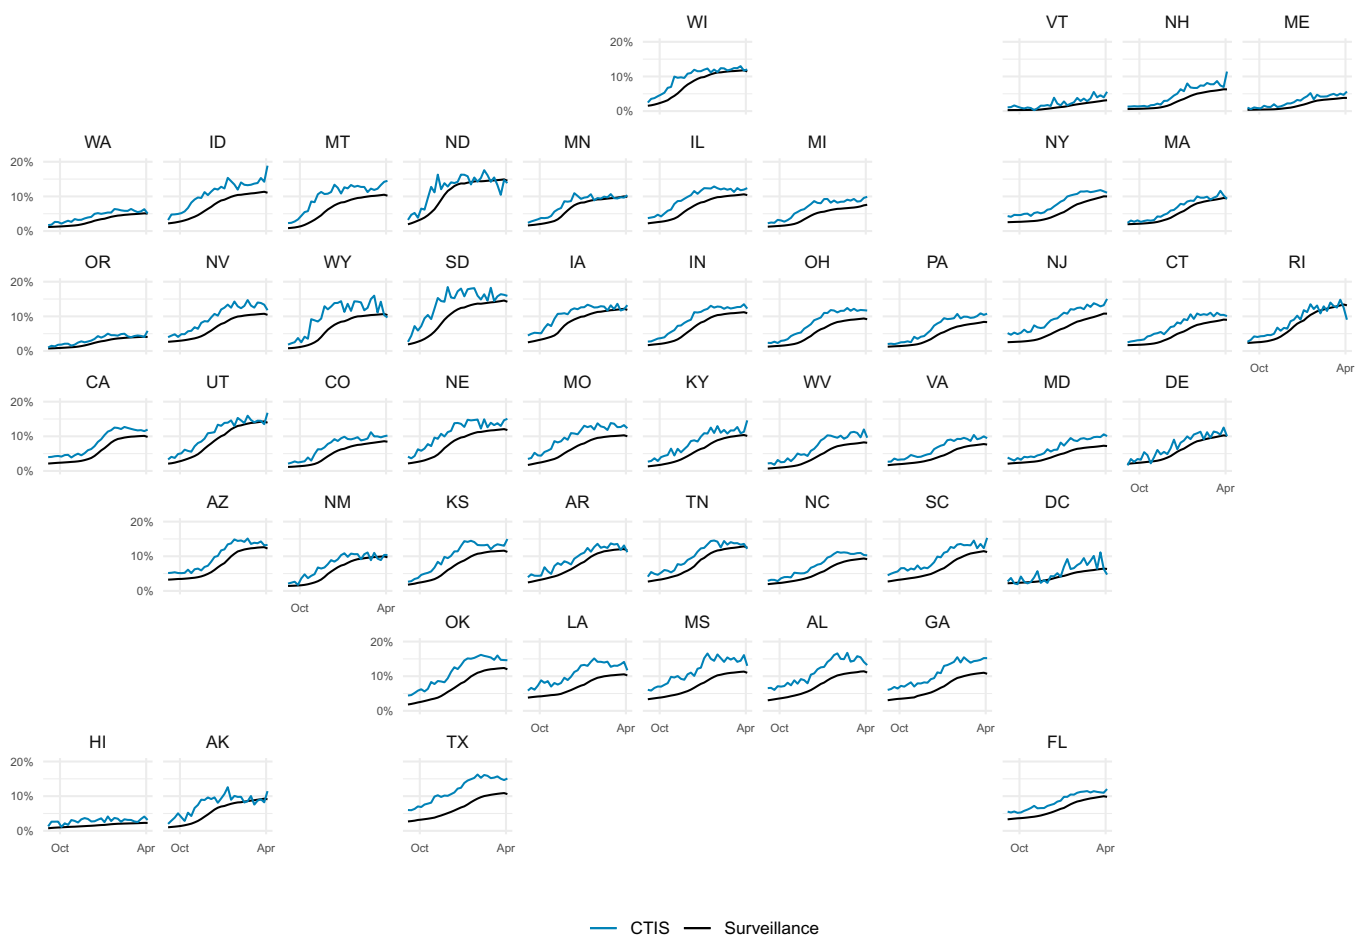 WI VT NH ME
20%
10%
0%
WA ID MT ND MN IL MI NY MA
20%
10%
0%
OR NV WY SD IA IN OH PA NJ CT RI
20%
10%
0%
Oct Apr
CA UT CO NE MO KY WV VA MD DE
20%
10%
0%
Oct Apr
AZ NM KS AR TN NC SC DC
20%
10%
0%
Oct Apr
OK LA MS AL GA
20%
10%
0%
Oct Apr Oct Apr Oct Apr Oct Apr
HI AK TX FL
20%
10%
0%
Oct Apr Oct Apr Oct Apr Oct Apr
CTIS Surveillance